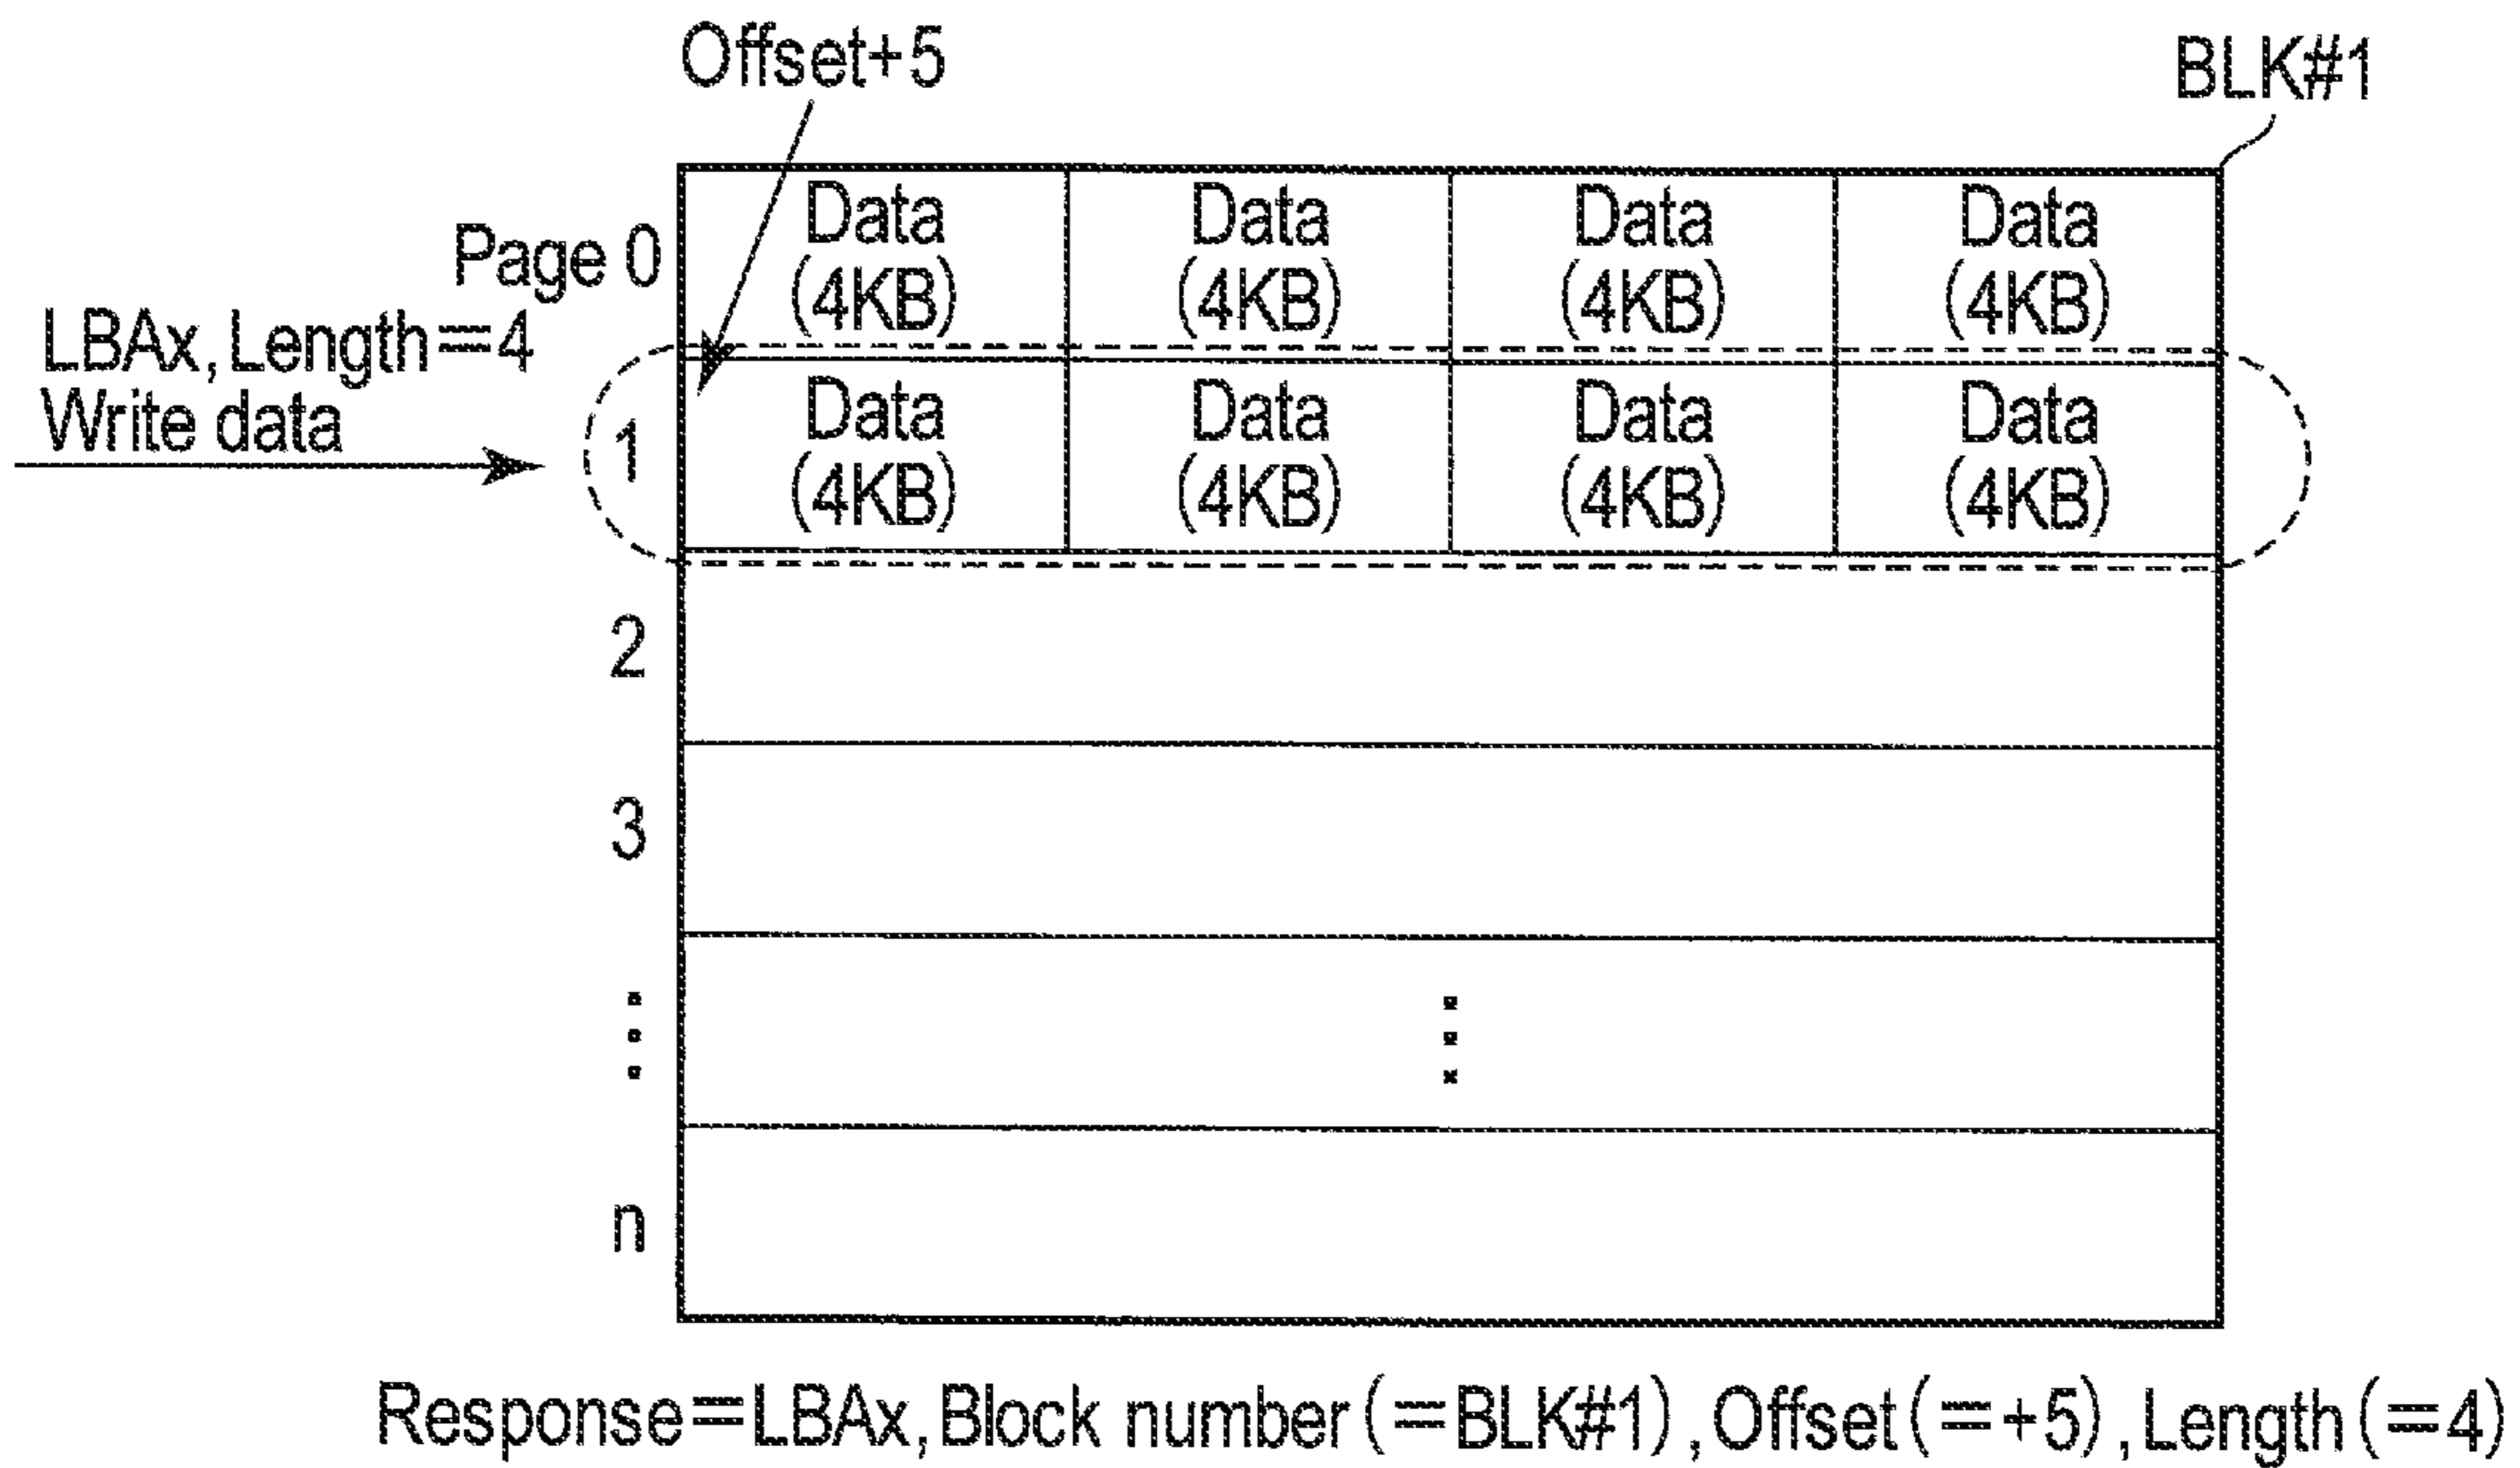 Offset+5
BLK#1
Page 0
Data Data Data Data
(4KB) (4KB) (4KB) (4KB)
LBAx,Length=4
Write data
1
Data Data Data Data
(4KB) (4KB) (4KB) (4KB)
2
3
n
Response=LBAx,Block number(=BLK#1),Offset(=+5),Length(=4)